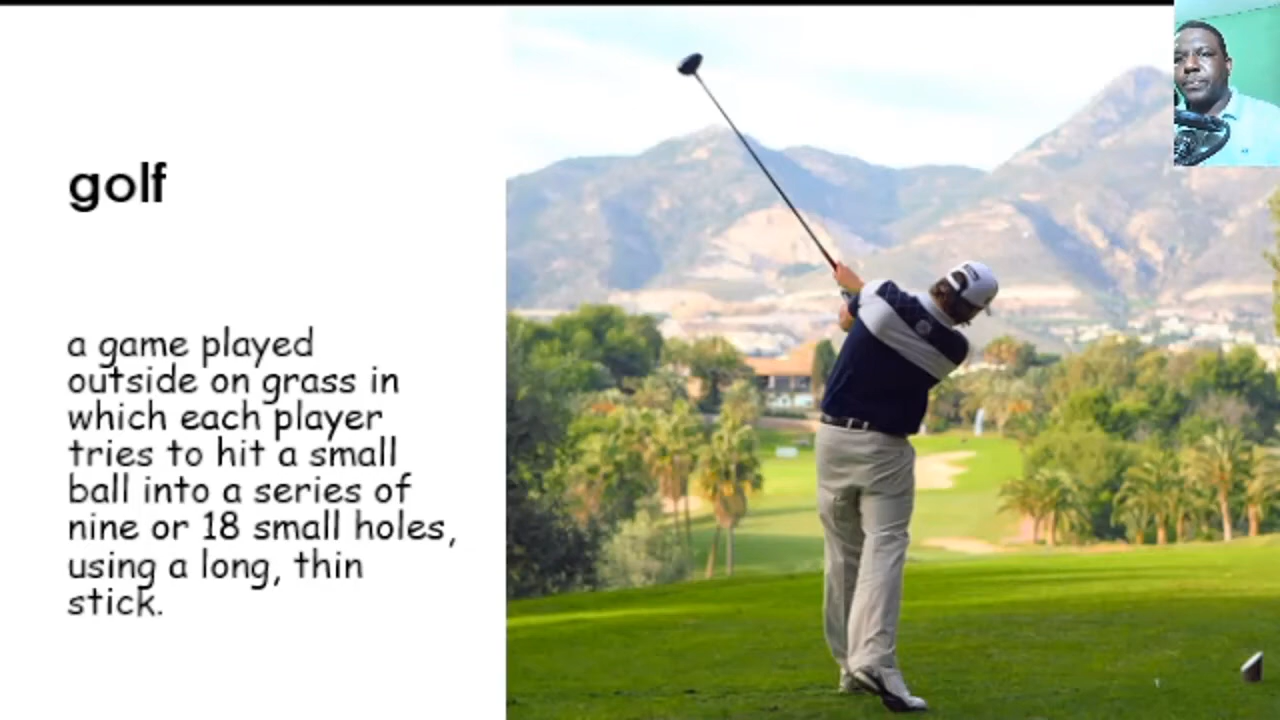 golf
a game played
outside on grass in
which each player
tries to hit a small
ball into a series of
nine or 18 small holes,
using a long, thin
stick.